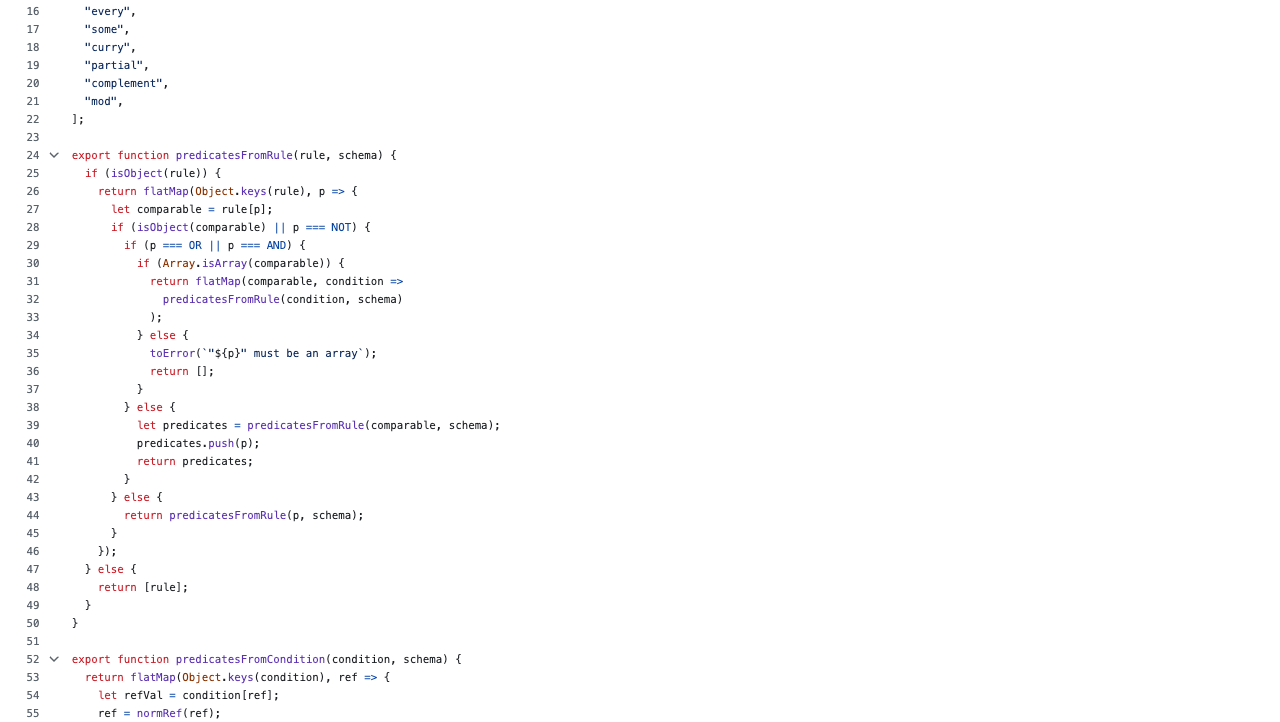 16 "every",
17 "some",
18 "curry",
19 "partial",
20 "complement",
21 "mod",
22 ];
23
24 export function predicatesFromRule(rule, schema) {
25 if (isObject(rule)) {
26 return flatMap(Object.keys(rule), p => {
27 let comparable = rule[p];
28 if (isObject(comparable) || p === NOT) {
29 if (p === OR || p === AND) {
30 if (Array.isArray(comparable)) {
31 return flatMap(comparable, condition =>
32 predicatesFromRule(condition, schema)
33 );
34 } else {
35 toError(`"${p}" must be an array`);
36 return [];
37 }
38 } else {
39 let predicates = predicatesFromRule(comparable, schema);
40 predicates.push(p);
41 return predicates;
42 }
43 } else {
44 return predicatesFromRule(p, schema);
45 }
46 });
47 } else {
48 return [rule];
49 }
50 }
51
52 export function predicatesFromCondition(condition, schema) {
53 return flatMap(Object.keys(condition), ref => {
54 let refVal = condition[ref];
55 ref = normRef(ref);